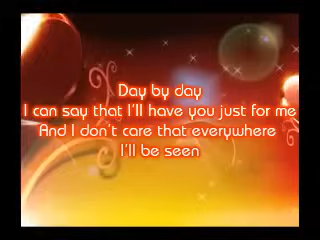 Day by day
I can say that I'll have you just for me
And I don't care that everywhere
I'll be seen